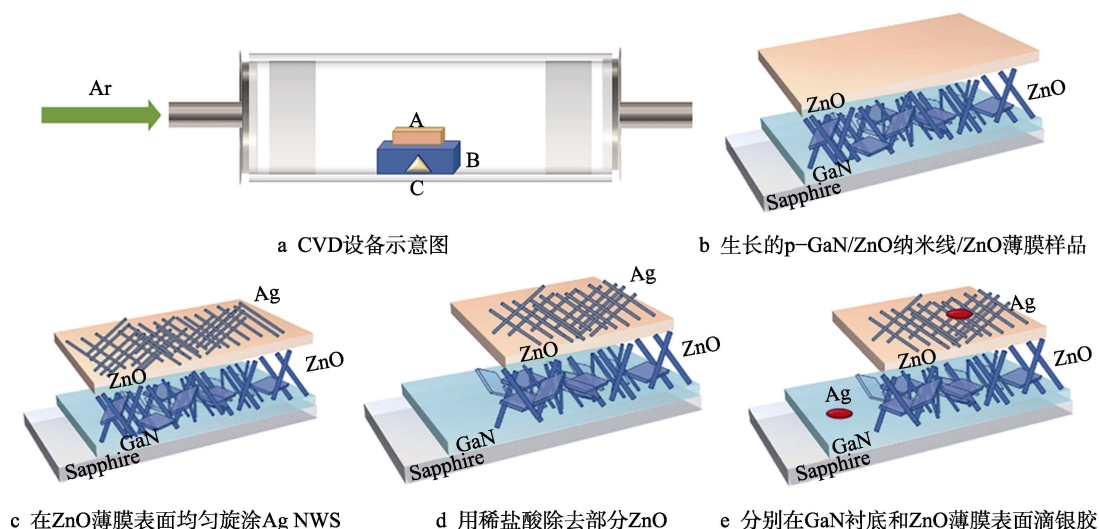 Ar
A
B
C
a CVD设备示意图
ZnO
ZnO
GaN
Sapphire
b 生长的p-GaN/ZnO纳米线/ZnO薄膜样品
Ag
ZnO
ZnO
GaN
Sapphire
c 在ZnO薄膜表面均匀旋涂Ag NWS
Ag
ZnO
ZnO
GaN
Sapphire
d 用稀盐酸除去部分ZnO
Ag
ZnO
ZnO
Ag
GaN
Sapphire
e 分别在GaN衬底和ZnO薄膜表面滴银胶